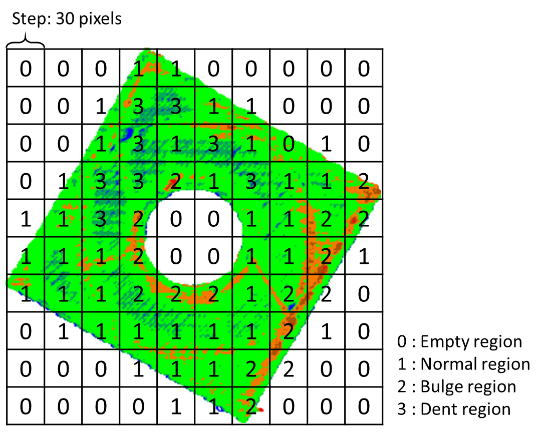 Step: 30 pixels
0 0 0 1 1 0 0 0 0 0
0 0 1 3 3 1 1 0 0 0
0 0 1 3 1 3 1 0 1 0
0 1 3 3 2 1 3 1 1 2
1 1 3 2 0 0 1 1 2 2
1 1 1 2 0 0 1 1 2 1
1 1 1 2 2 2 1 2 2 0
0 1 1 1 1 1 1 2 1 0
0 0 0 1 1 1 2 2 0 0
0 0 0 0 1 1 2 0 0 0
0 : Empty region
1 : Normal region
2 : Bulge region
3 : Dent region